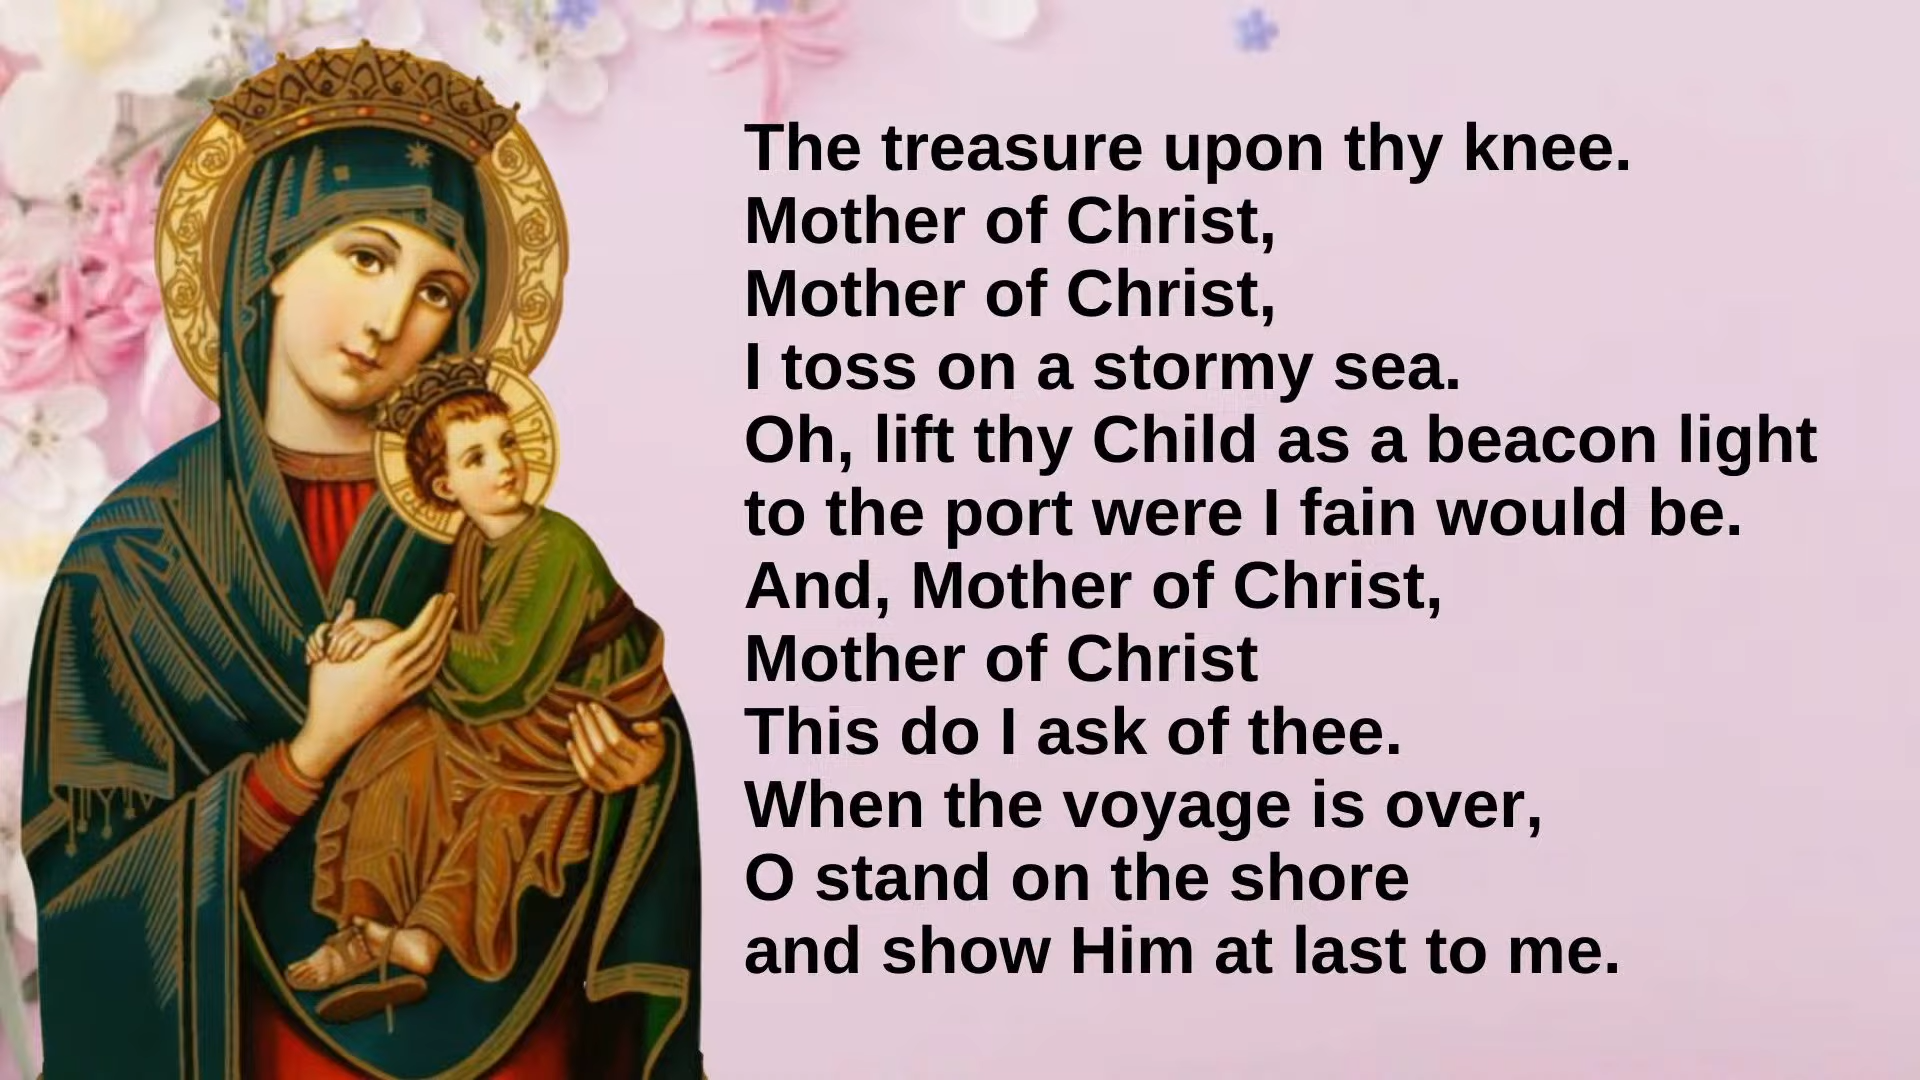 The treasure upon thy knee.
Mother of Christ,
Mother of Christ,
I toss on a stormy sea.
Oh, lift thy Child as a beacon light
to the port were I fain would be.
And, Mother of Christ,
Mother of Christ
This do I ask of thee.
When the voyage is over,
O stand on the shore
and show Him at last to me.